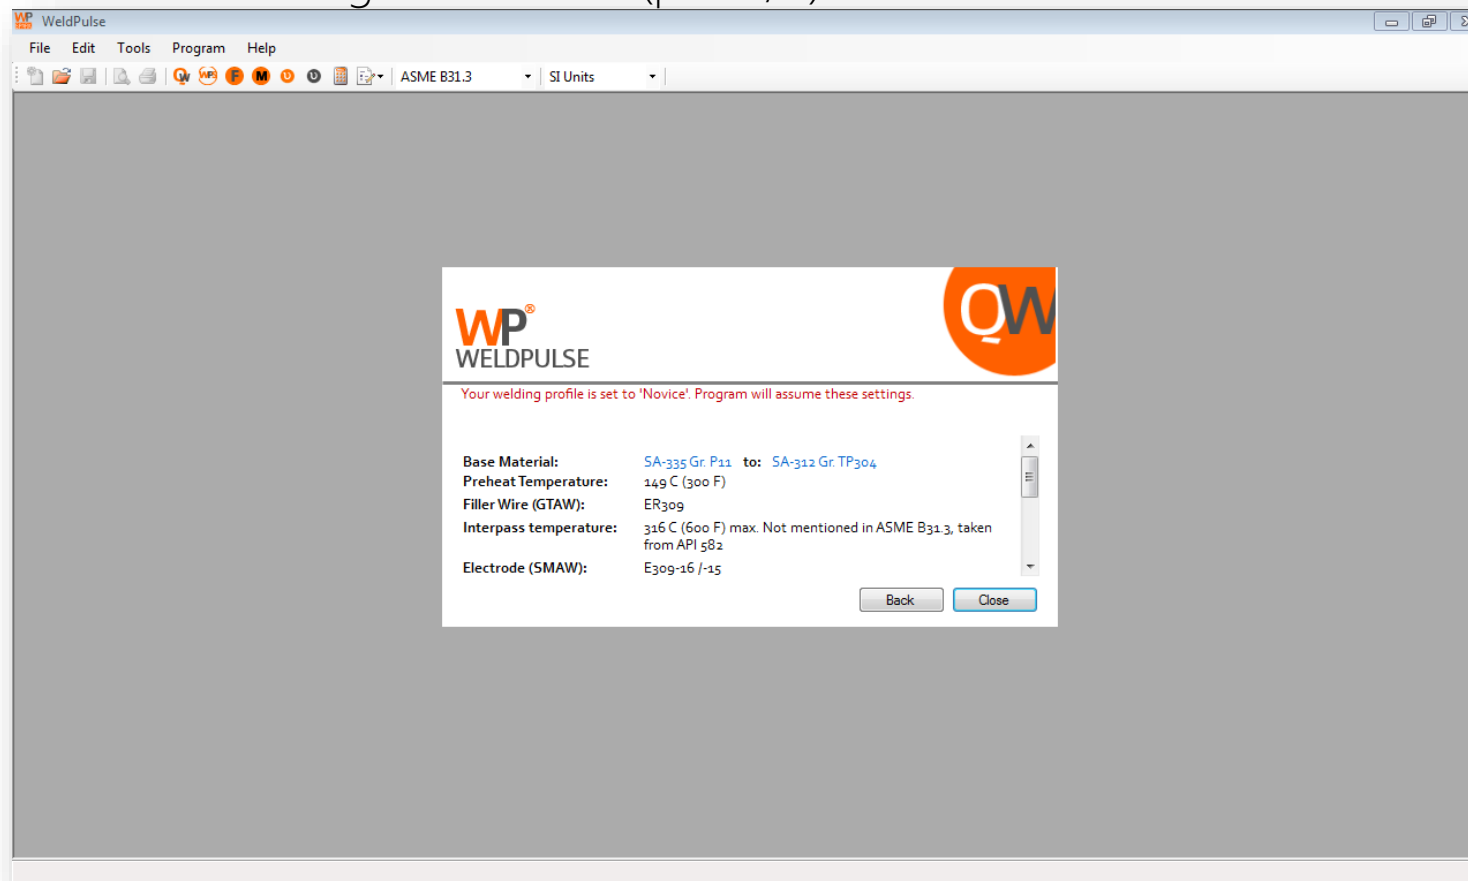 WeldPulse
File Edit Tools Program Help
ASME B31.3 SI Units
WP®
WELDPULSE
QW
Your welding profile is set to 'Novice'. Program will assume these settings.
Base Material: SA-335 Gr. P11 to: SA-312 Gr. TP304
Preheat Temperature: 149 C (300 F)
Filler Wire (GTAW): ER309
Interpass temperature: 316 C (600 F) max. Not mentioned in ASME B31.3, taken
from API 582
Electrode (SMAW): E309-16 /-15
Back Close